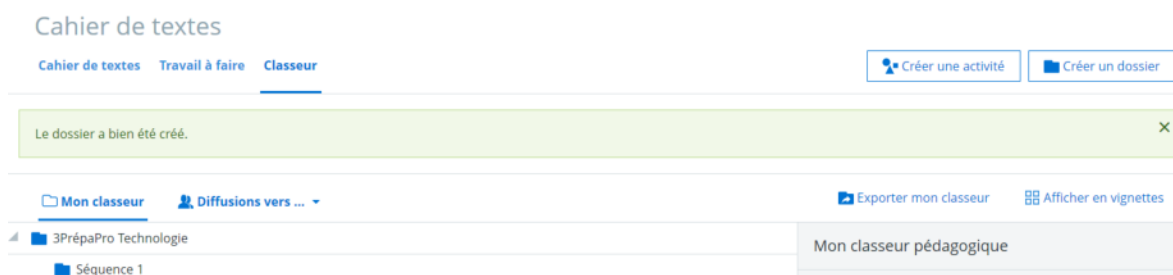 Cahier de textes
Cahier de textes Travail à faire Classeur
Créer une activité Créer un dossier
Le dossier a bien été créé.
Mon classeur Diffusions vers ...
Exporter mon classeur Afficher en vignettes
3PrépaPro Technologie
Mon classeur pédagogique
Séquence 1